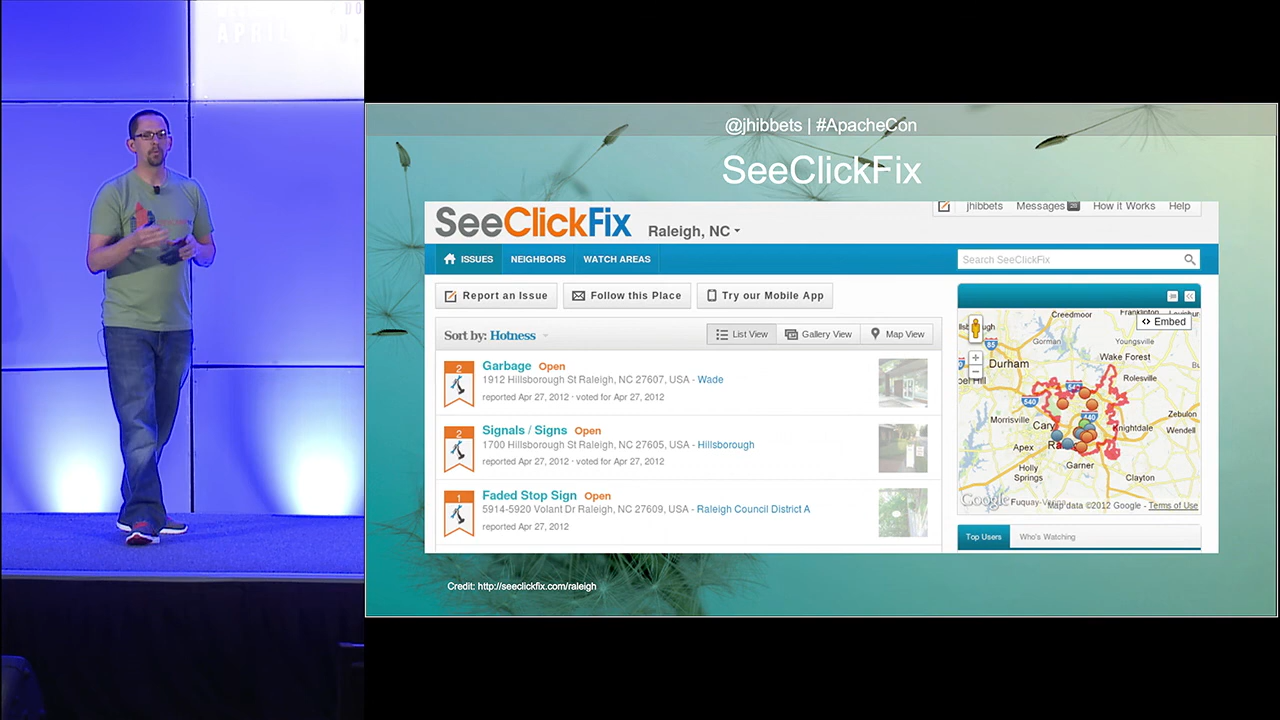 APRIL
@jhibbets | #ApacheCon
SeeClickFix
SeeClickFix Raleigh, NC
jhibbets Messages 28 How it Works Help
ISSUES NEIGHBORS WATCH AREAS
Search SeeClickFix
Report an Issue Follow this Place Try our Mobile App
Sort by: Hotness
List View Gallery View Map View
2
Garbage Open
1912 Hillsborough St Raleigh, NC 27607, USA - Wade
reported Apr 27, 2012 · voted for Apr 27, 2012
2
Signals / Signs Open
1700 Hillsborough St Raleigh, NC 27605, USA - Hillsborough
reported Apr 27, 2012 · voted for Apr 27, 2012
1
Faded Stop Sign Open
5914-5920 Volant Dr Raleigh, NC 27609, USA - Raleigh Council District A
reported Apr 27, 2012
Creedmoor Franklinton
<> Embed
Gorman Youngsville
85
Durham Wake Forest
Rolesville
540
Zebulon
Morrisville Cary 440 Knightdale Wendell
Apex
Garner
Holly Springs Clayton
Google Fuquay-Varina
Map data ©2012 Google - Terms of Use
Top Users Who's Watching
Credit: http://seeclickfix.com/raleigh